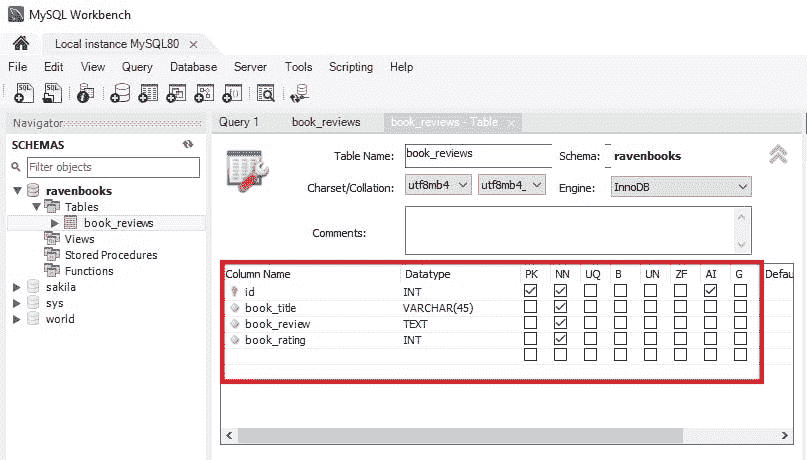 MySQL Workbench
Local instance MySQL80 ×
File Edit View Query Database Server Tools Scripting Help
Navigator
SCHEMAS
Filter objects
ravenbooks
Tables
book_reviews
Views
Stored Procedures
Functions
sakila
sys
world
Query 1 book_reviews book_reviews - Table ×
Table Name: book_reviews Schema: ravenbooks
Charset/Collation: utf8mb4 utf8mb4_ Engine: InnoDB
Comments:
Column Name Datatype PK NN UQ B UN ZF AI G Defau
id INT
book_title VARCHAR(45)
book_review TEXT
book_rating INT